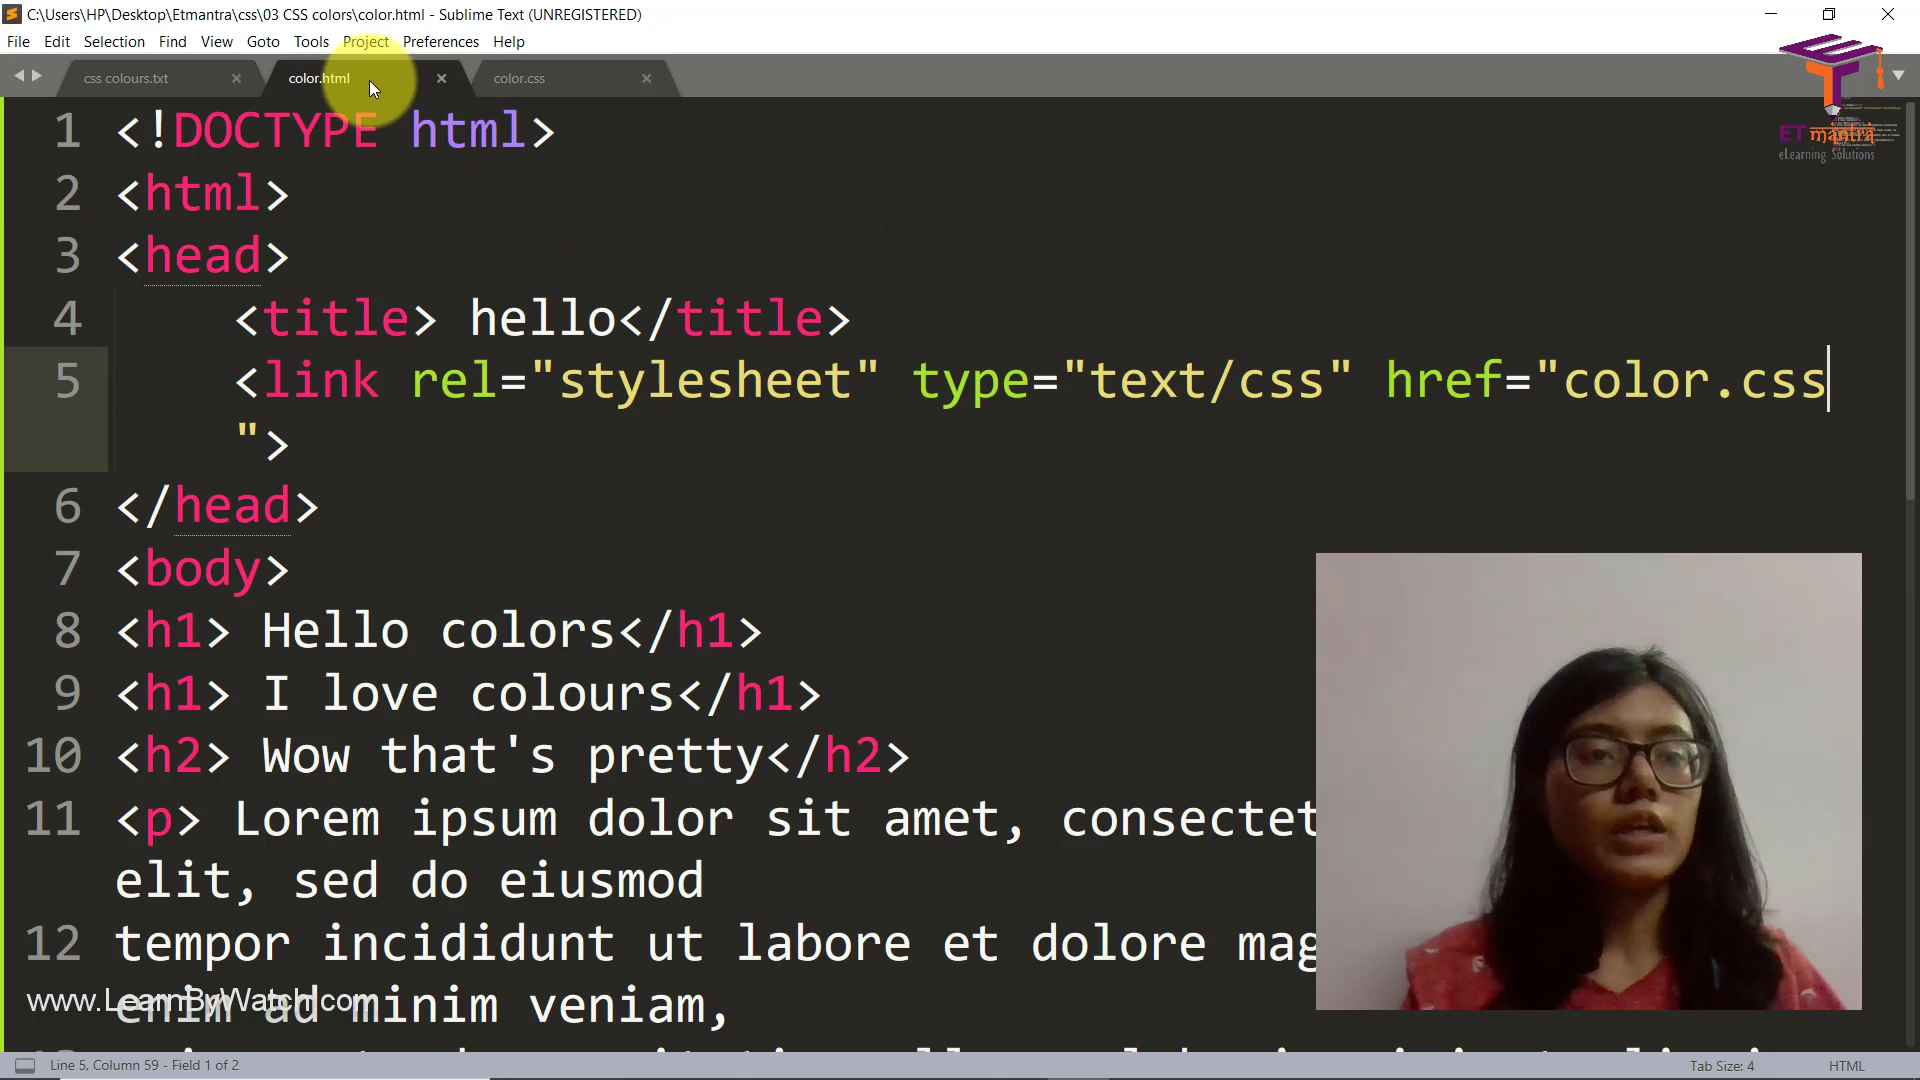 C:\Users\HP\Desktop\Etmantra\css\03 CSS colors\color.html - Sublime Text (UNREGISTERED)
File Edit Selection Find View Goto Tools Project Preferences Help
css colours.txt color.html color.css
ET मantra
eLearning Solutions
1 <!DOCTYPE html>
2 <html>
3 <head>
4 <title> hello</title>
5 <link rel="stylesheet" type="text/css" href="color.css
">
6 </head>
7 <body>
8 <h1> Hello colors</h1>
9 <h1> I love colours</h1>
10 <h2> Wow that's pretty</h2>
11 <p> Lorem ipsum dolor sit amet, consectet
elit, sed do eiusmod
12 tempor incididunt ut labore et dolore mag
enim ad minim veniam,
www.LearnByWatch.com
Line 5, Column 59 - Field 1 of 2 Tab Size: 4 HTML